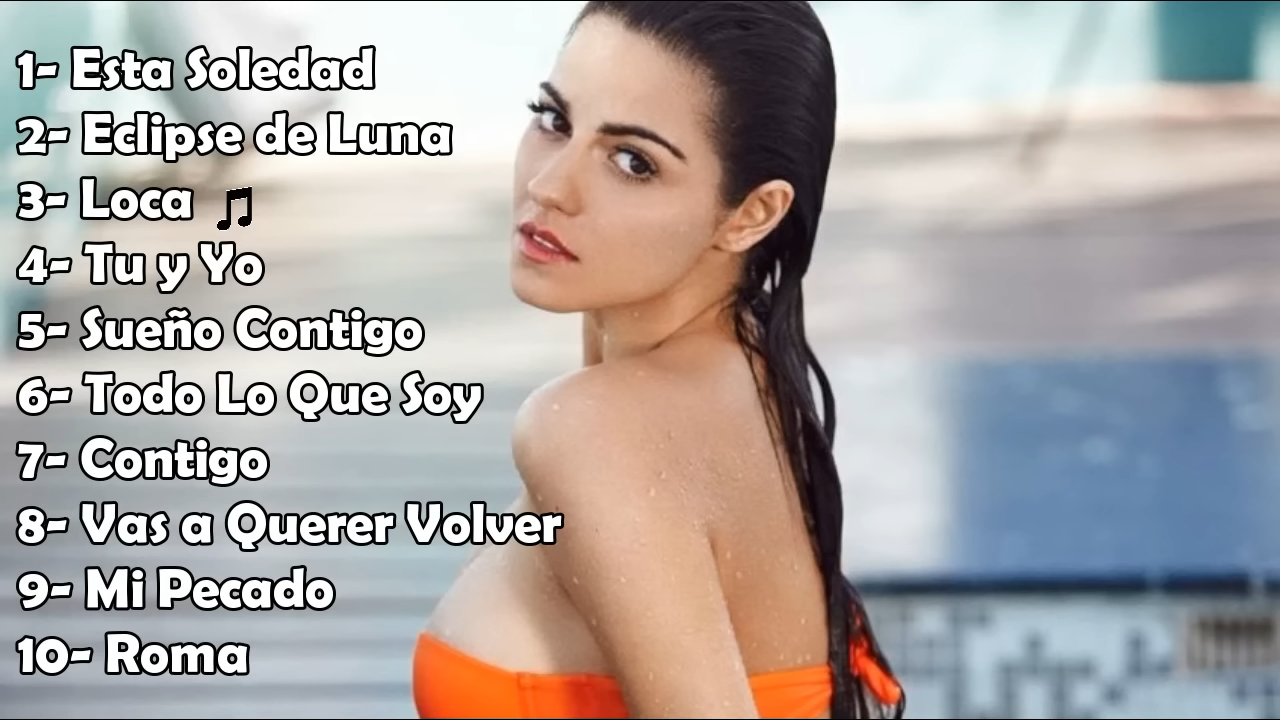 1- Esta Soledad
2- Eclipse de Luna
3- Loca
4- Tu y Yo
5- Sueño Contigo
6- Todo Lo Que Soy
7- Contigo
8- Vas a Querer Volver
9- Mi Pecado
10- Roma